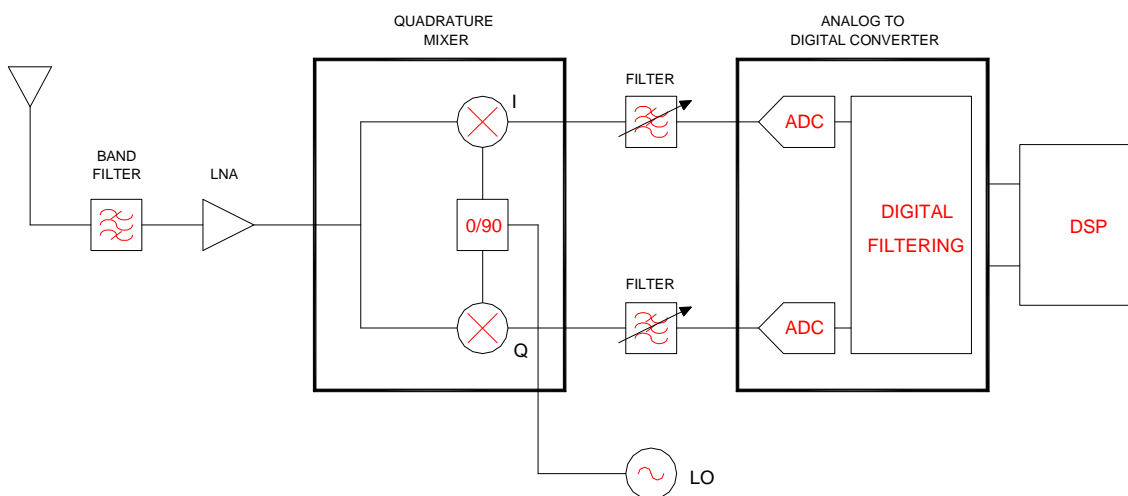 QUADRATURE
MIXER
ANALOG TO
DIGITAL CONVERTER
FILTER
I
ADC
BAND
FILTER
LNA
0/90
DIGITAL
FILTERING
DSP
FILTER
ADC
Q
LO